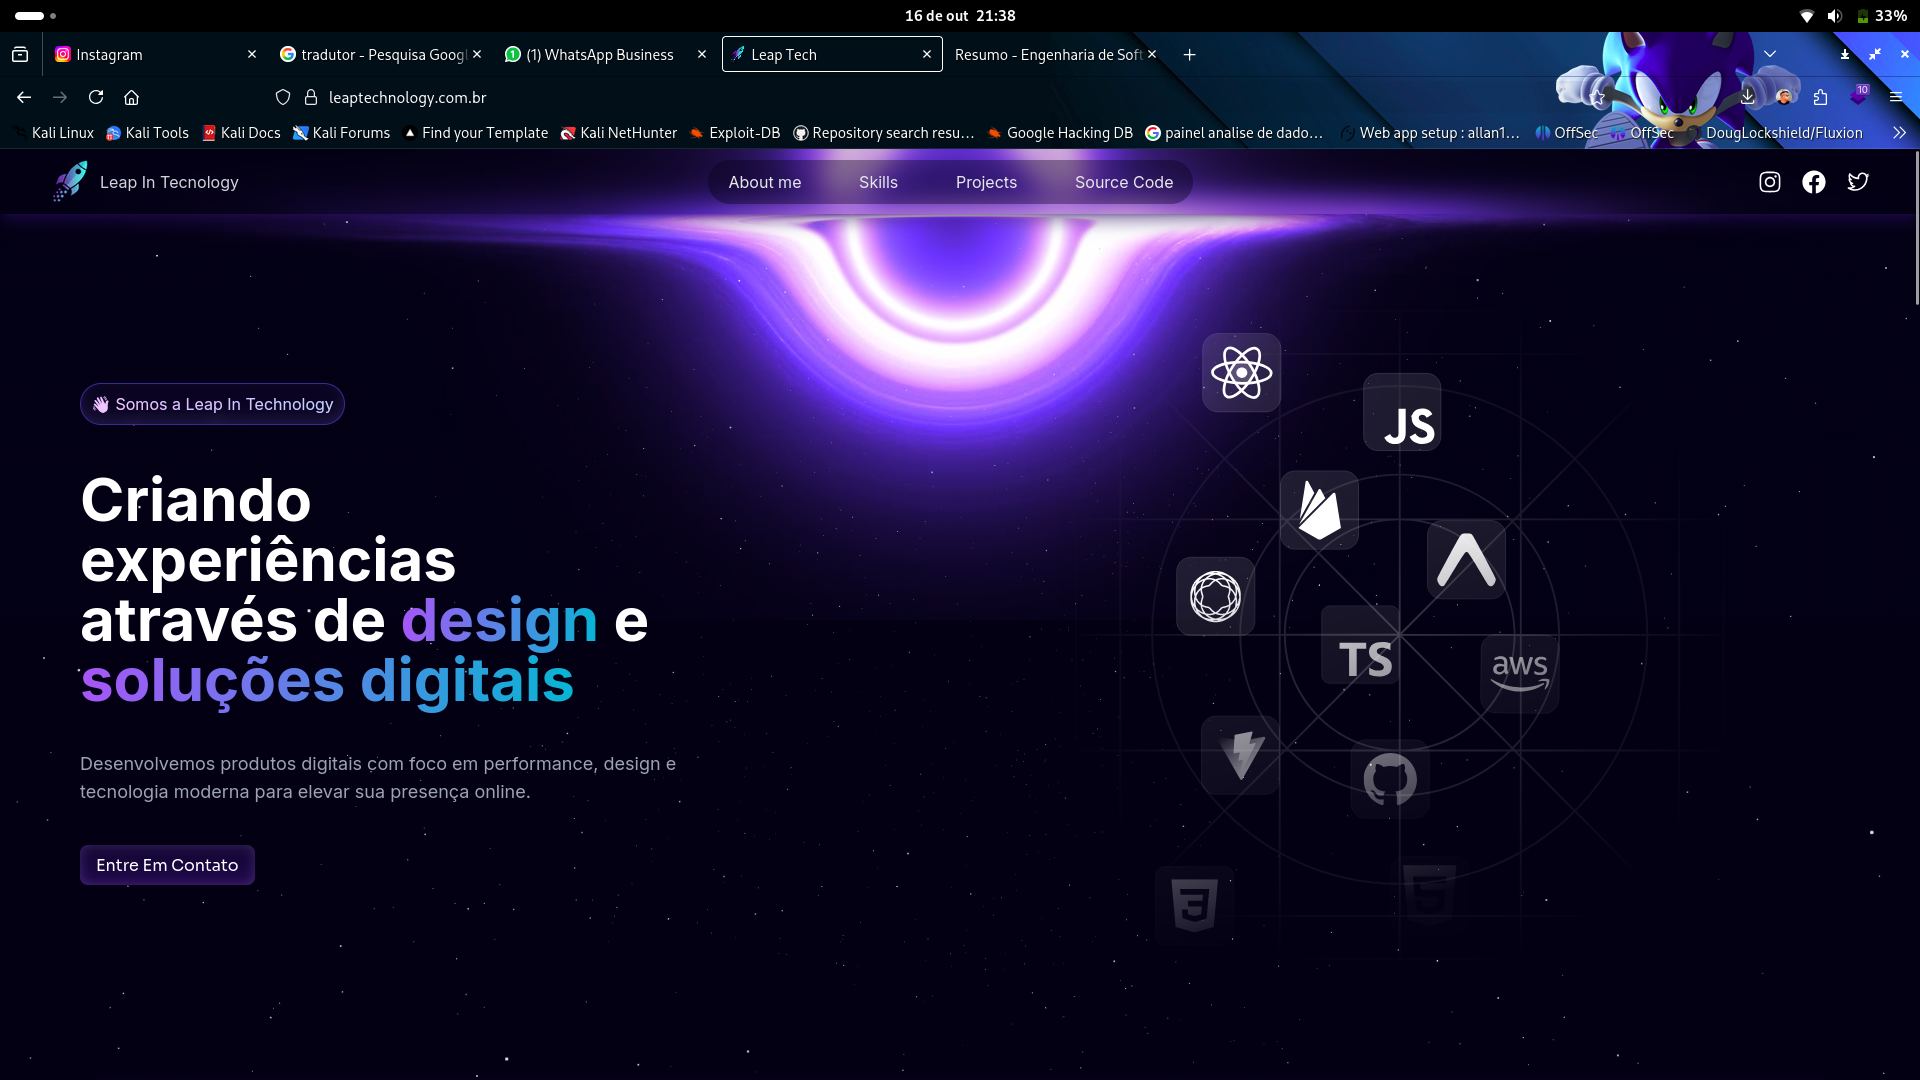 16 de out 21:38
33%
Instagram
tradutor - Pesquisa Googl
(1) WhatsApp Business
Leap Tech
Resumo - Engenharia de Soft
leaptechnology.com.br
10
Kali Linux
Kali Tools
Kali Docs
Kali Forums
Find your Template
Kali NetHunter
Exploit-DB
Repository search resu…
Google Hacking DB
painel analise de dado…
Web app setup : allan1…
OffSec
OffSec
DougLockshield/Fluxion
Leap In Tecnology
About me
Skills
Projects
Source Code
👋 Somos a Leap In Technology
Criando
experiências
através de design e
soluções digitais
Desenvolvemos produtos digitais com foco em performance, design e
tecnologia moderna para elevar sua presença online.
Entre Em Contato
JS
TS
aws
3
5